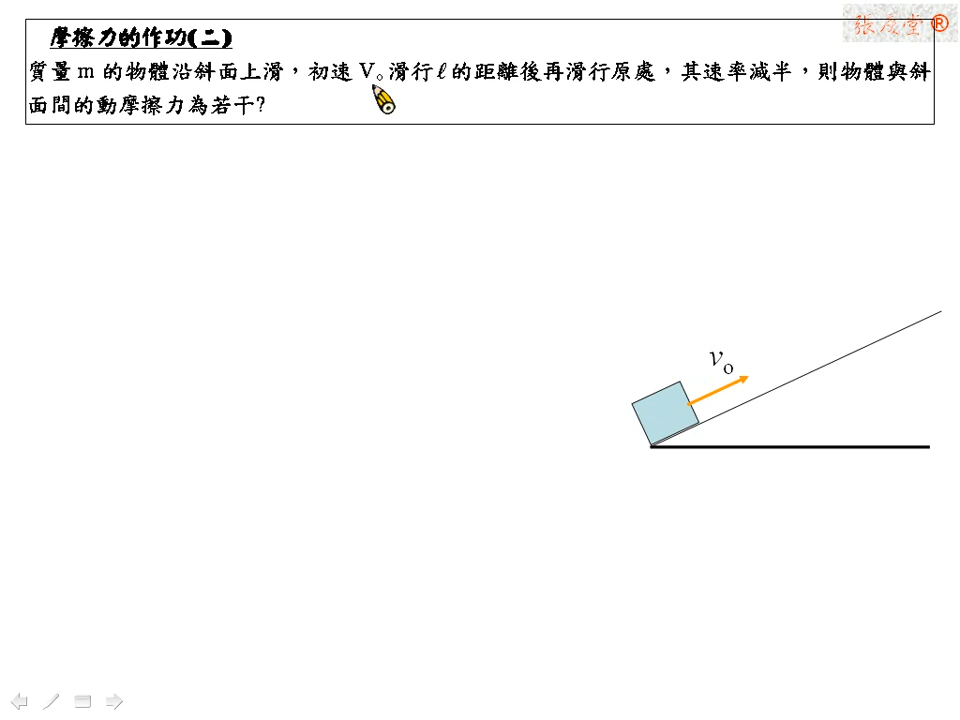 張度堂®
摩擦力的作功(二)
質量 m 的物體沿斜面上滑，初速 V。滑行 ℓ 的距離後再滑行原處，其速率減半，則物體與斜
面間的動摩擦力為若干?
vo